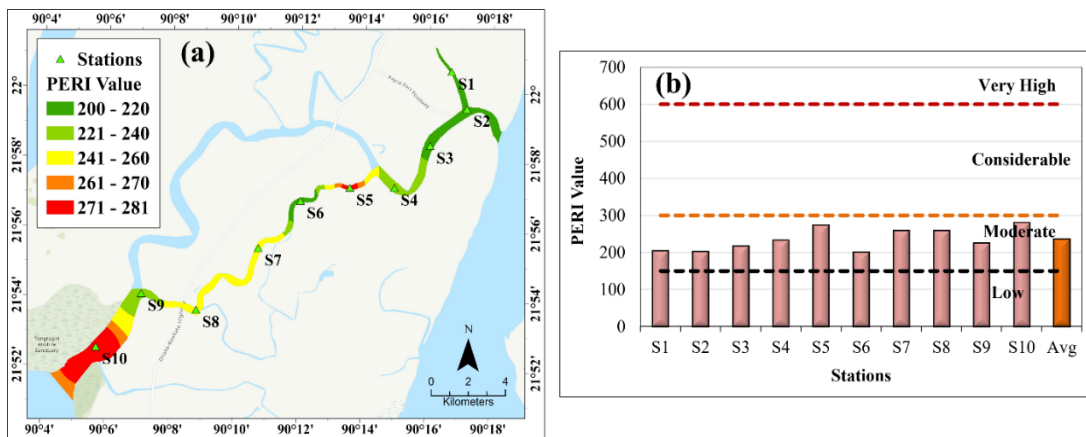 90°4' 90°6' 90°8' 90°10' 90°12' 90°14' 90°16' 90°18'
(a)
Stations
PERI Value
200 - 220
221 - 240
241 - 260
261 - 270
271 - 281
22°
21°58'
21°56'
21°54'
21°52'
22°
21°58'
21°56'
21°54'
21°52'
S1
S2
S3
S4
S5
S6
S7
S8
S9
S10
N
0 2 4
Kilometers
90°4' 90°6' 90°8' 90°10' 90°12' 90°14' 90°16' 90°18'
(b)
PERI Value
700
600
500
400
300
200
100
0
Very High
Considerable
Moderate
Low
S1 S2 S3 S4 S5 S6 S7 S8 S9 S10 Avg
Stations